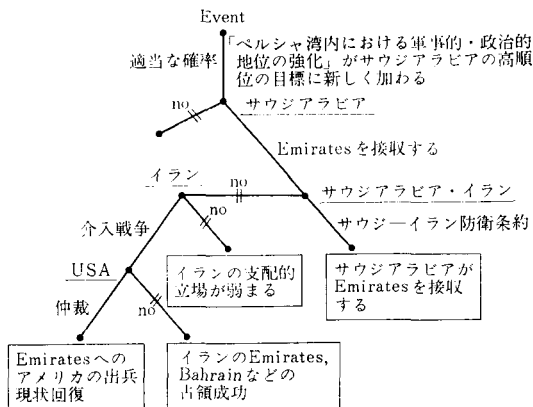 Event
適当な確率
「ペルシャ湾内における軍事的・政治的
地位の強化」がサウジアラビアの高順
位の目標に新しく加わる
no
サウジアラビア
Emiratesを接収する
イラン
no
サウジアラビア・イラン
介入戦争
no
サウジ―イラン防衛条約
USA
イランの支配的
立場が弱まる
サウジアラビアが
Emiratesを接収
する
仲裁
no
Emiratesへの
アメリカの出兵
現状回復
イランのEmirates,
Bahrainなどの
占領成功